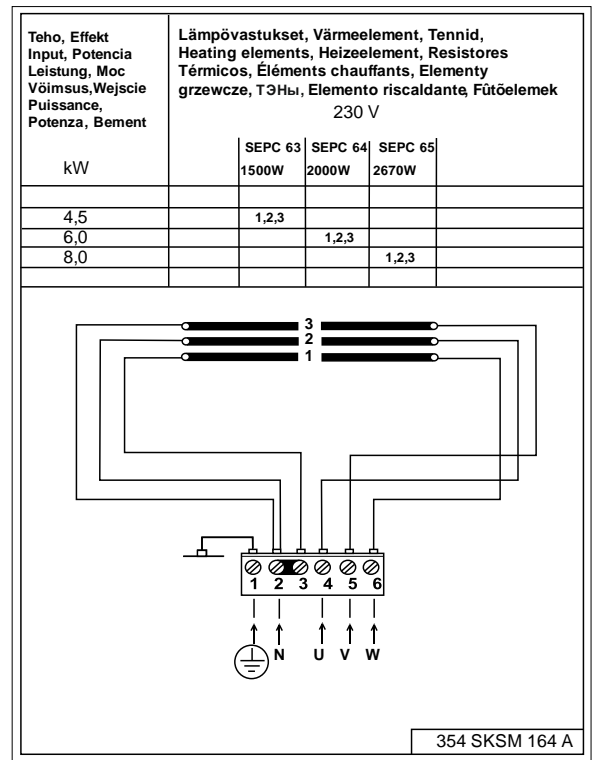 Teho, Effekt
Input, Potencia
Leistung, Moc
Vöimsus,Wejscie
Puissance,
Potenza, Bement
kW
Lämpövastukset, Värmeelement, Tennid,
Heating elements, Heizeelement, Resistores
Térmicos, Éléments chauffants, Elementy
grzewcze, ТЭНы, Elemento riscaldante, Fûtõelemek
230 V
SEPC 63 SEPC 64 SEPC 65
1500W 2000W 2670W
4,5 1,2,3
6,0 1,2,3
8,0 1,2,3
3
2
1
1 2 3 4 5 6
N U V W
354 SKSM 164 A